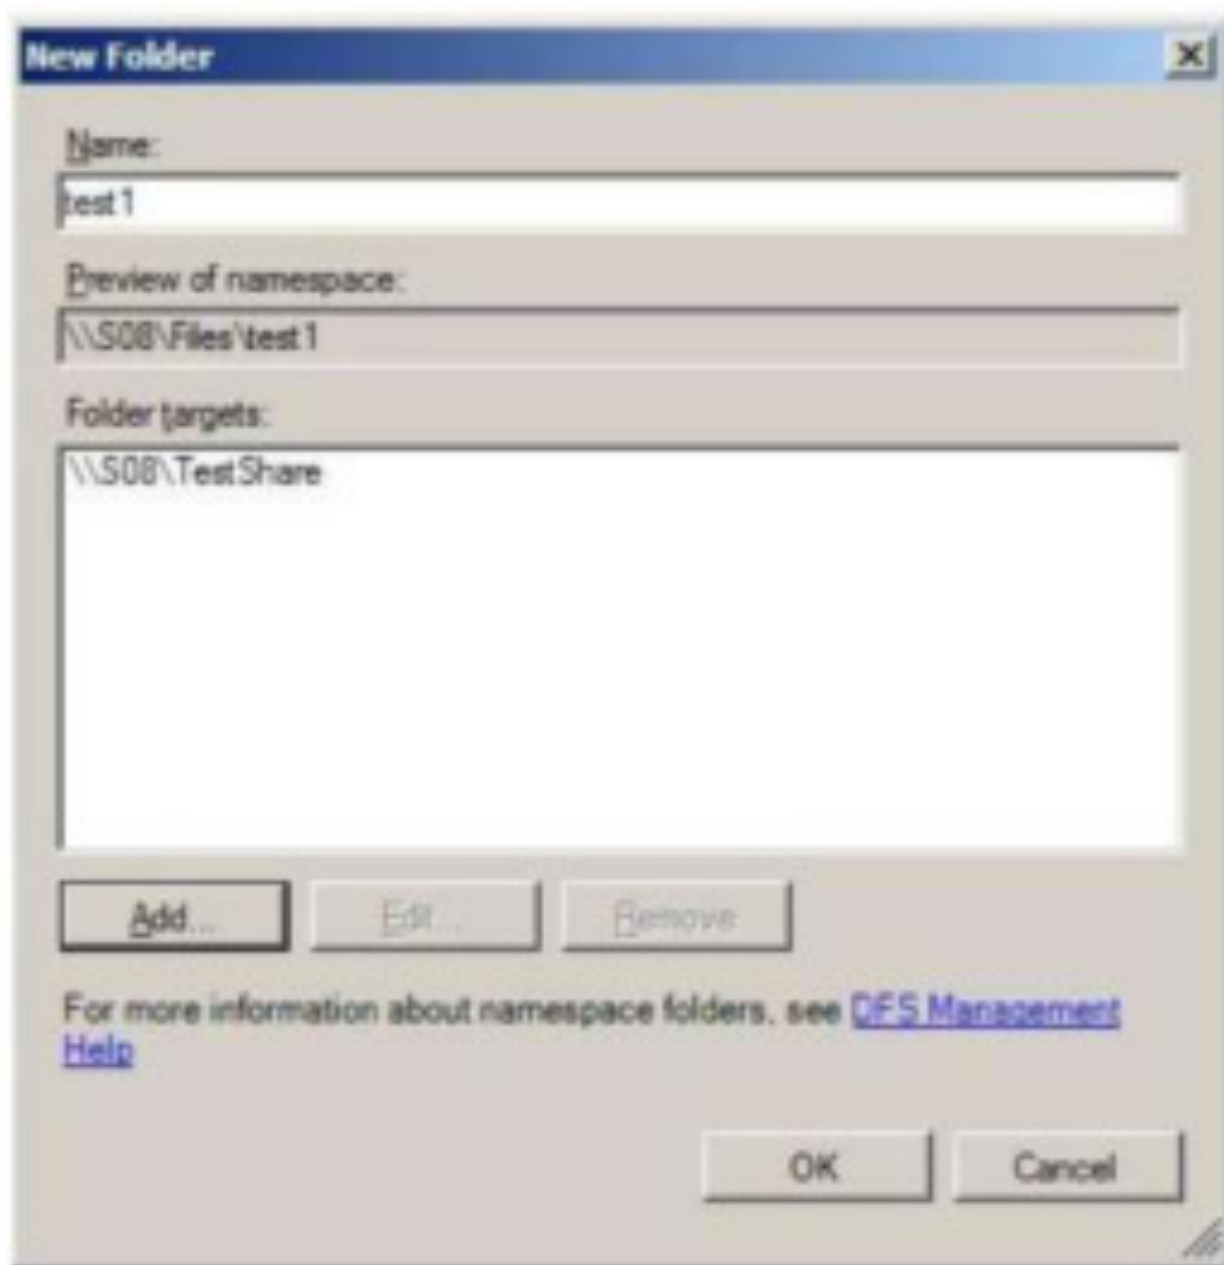 New Folder
Name:
test1
Preview of namespace:
\\S08\Files\test1
Folder targets:
\\S08\TestShare
Add...
Edit...
Remove
For more information about namespace folders, see DFS Management
Help
OK
Cancel